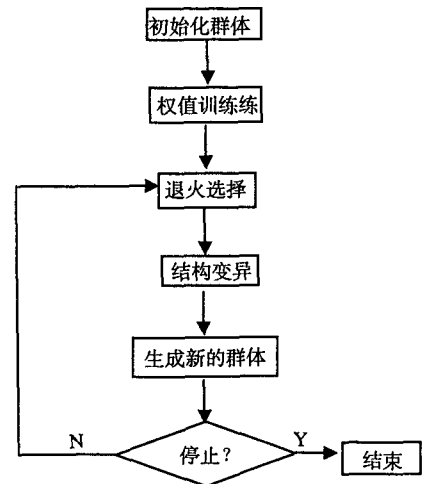 初始化群体
权值训练练
退火选择
结构变异
生成新的群体
停止？
N
Y
结束